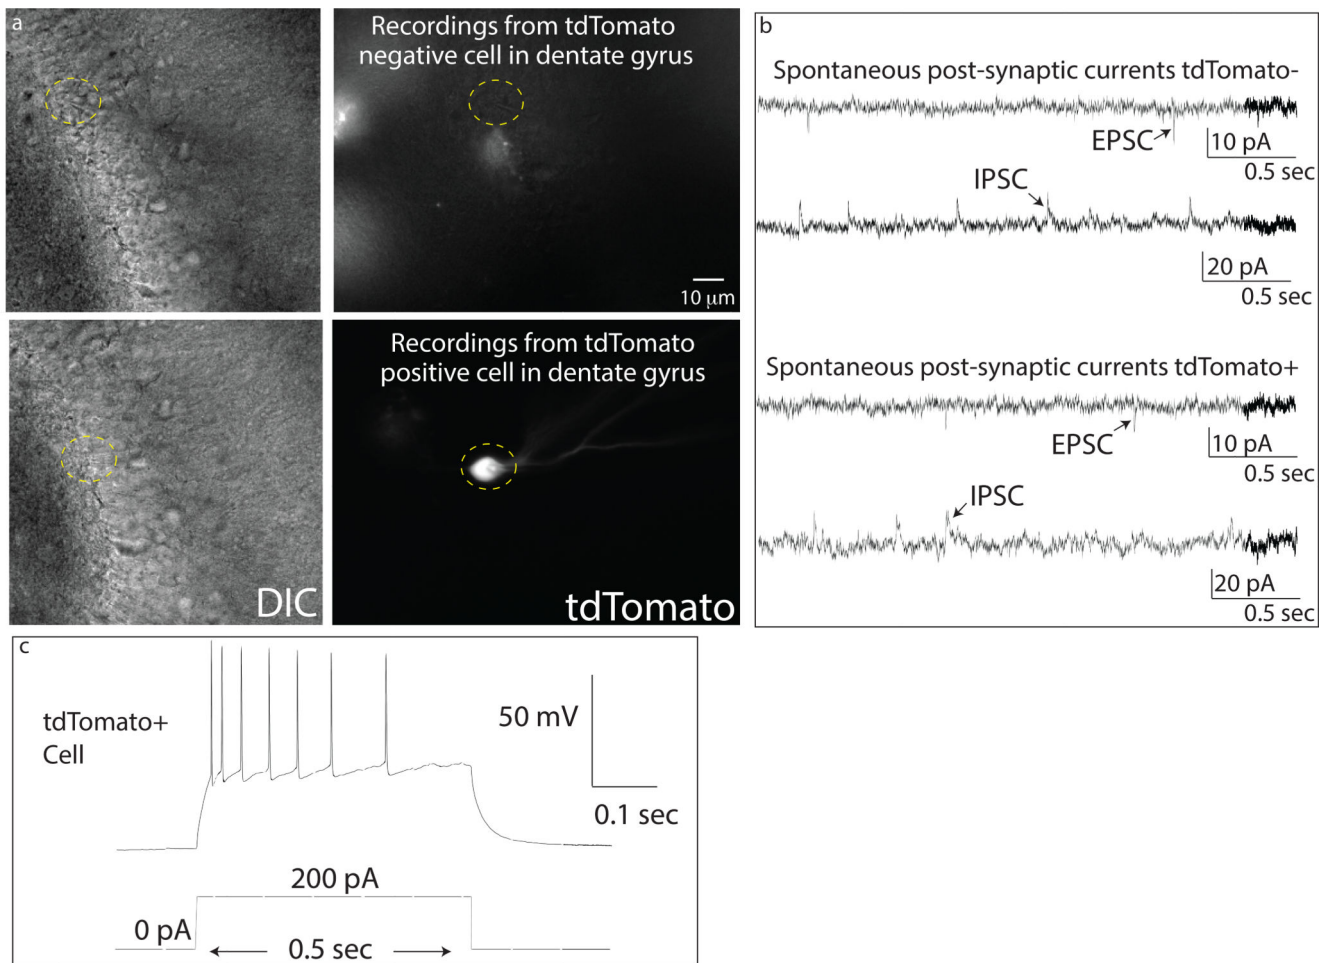 a
Recordings from tdTomato
negative cell in dentate gyrus
10 μm
Recordings from tdTomato
positive cell in dentate gyrus
DIC
tdTomato
b
Spontaneous post-synaptic currents tdTomato-
EPSC
10 pA
0.5 sec
IPSC
20 pA
0.5 sec
Spontaneous post-synaptic currents tdTomato+
EPSC
10 pA
0.5 sec
IPSC
20 pA
0.5 sec
c
tdTomato+
Cell
50 mV
0.1 sec
200 pA
0 pA
0.5 sec